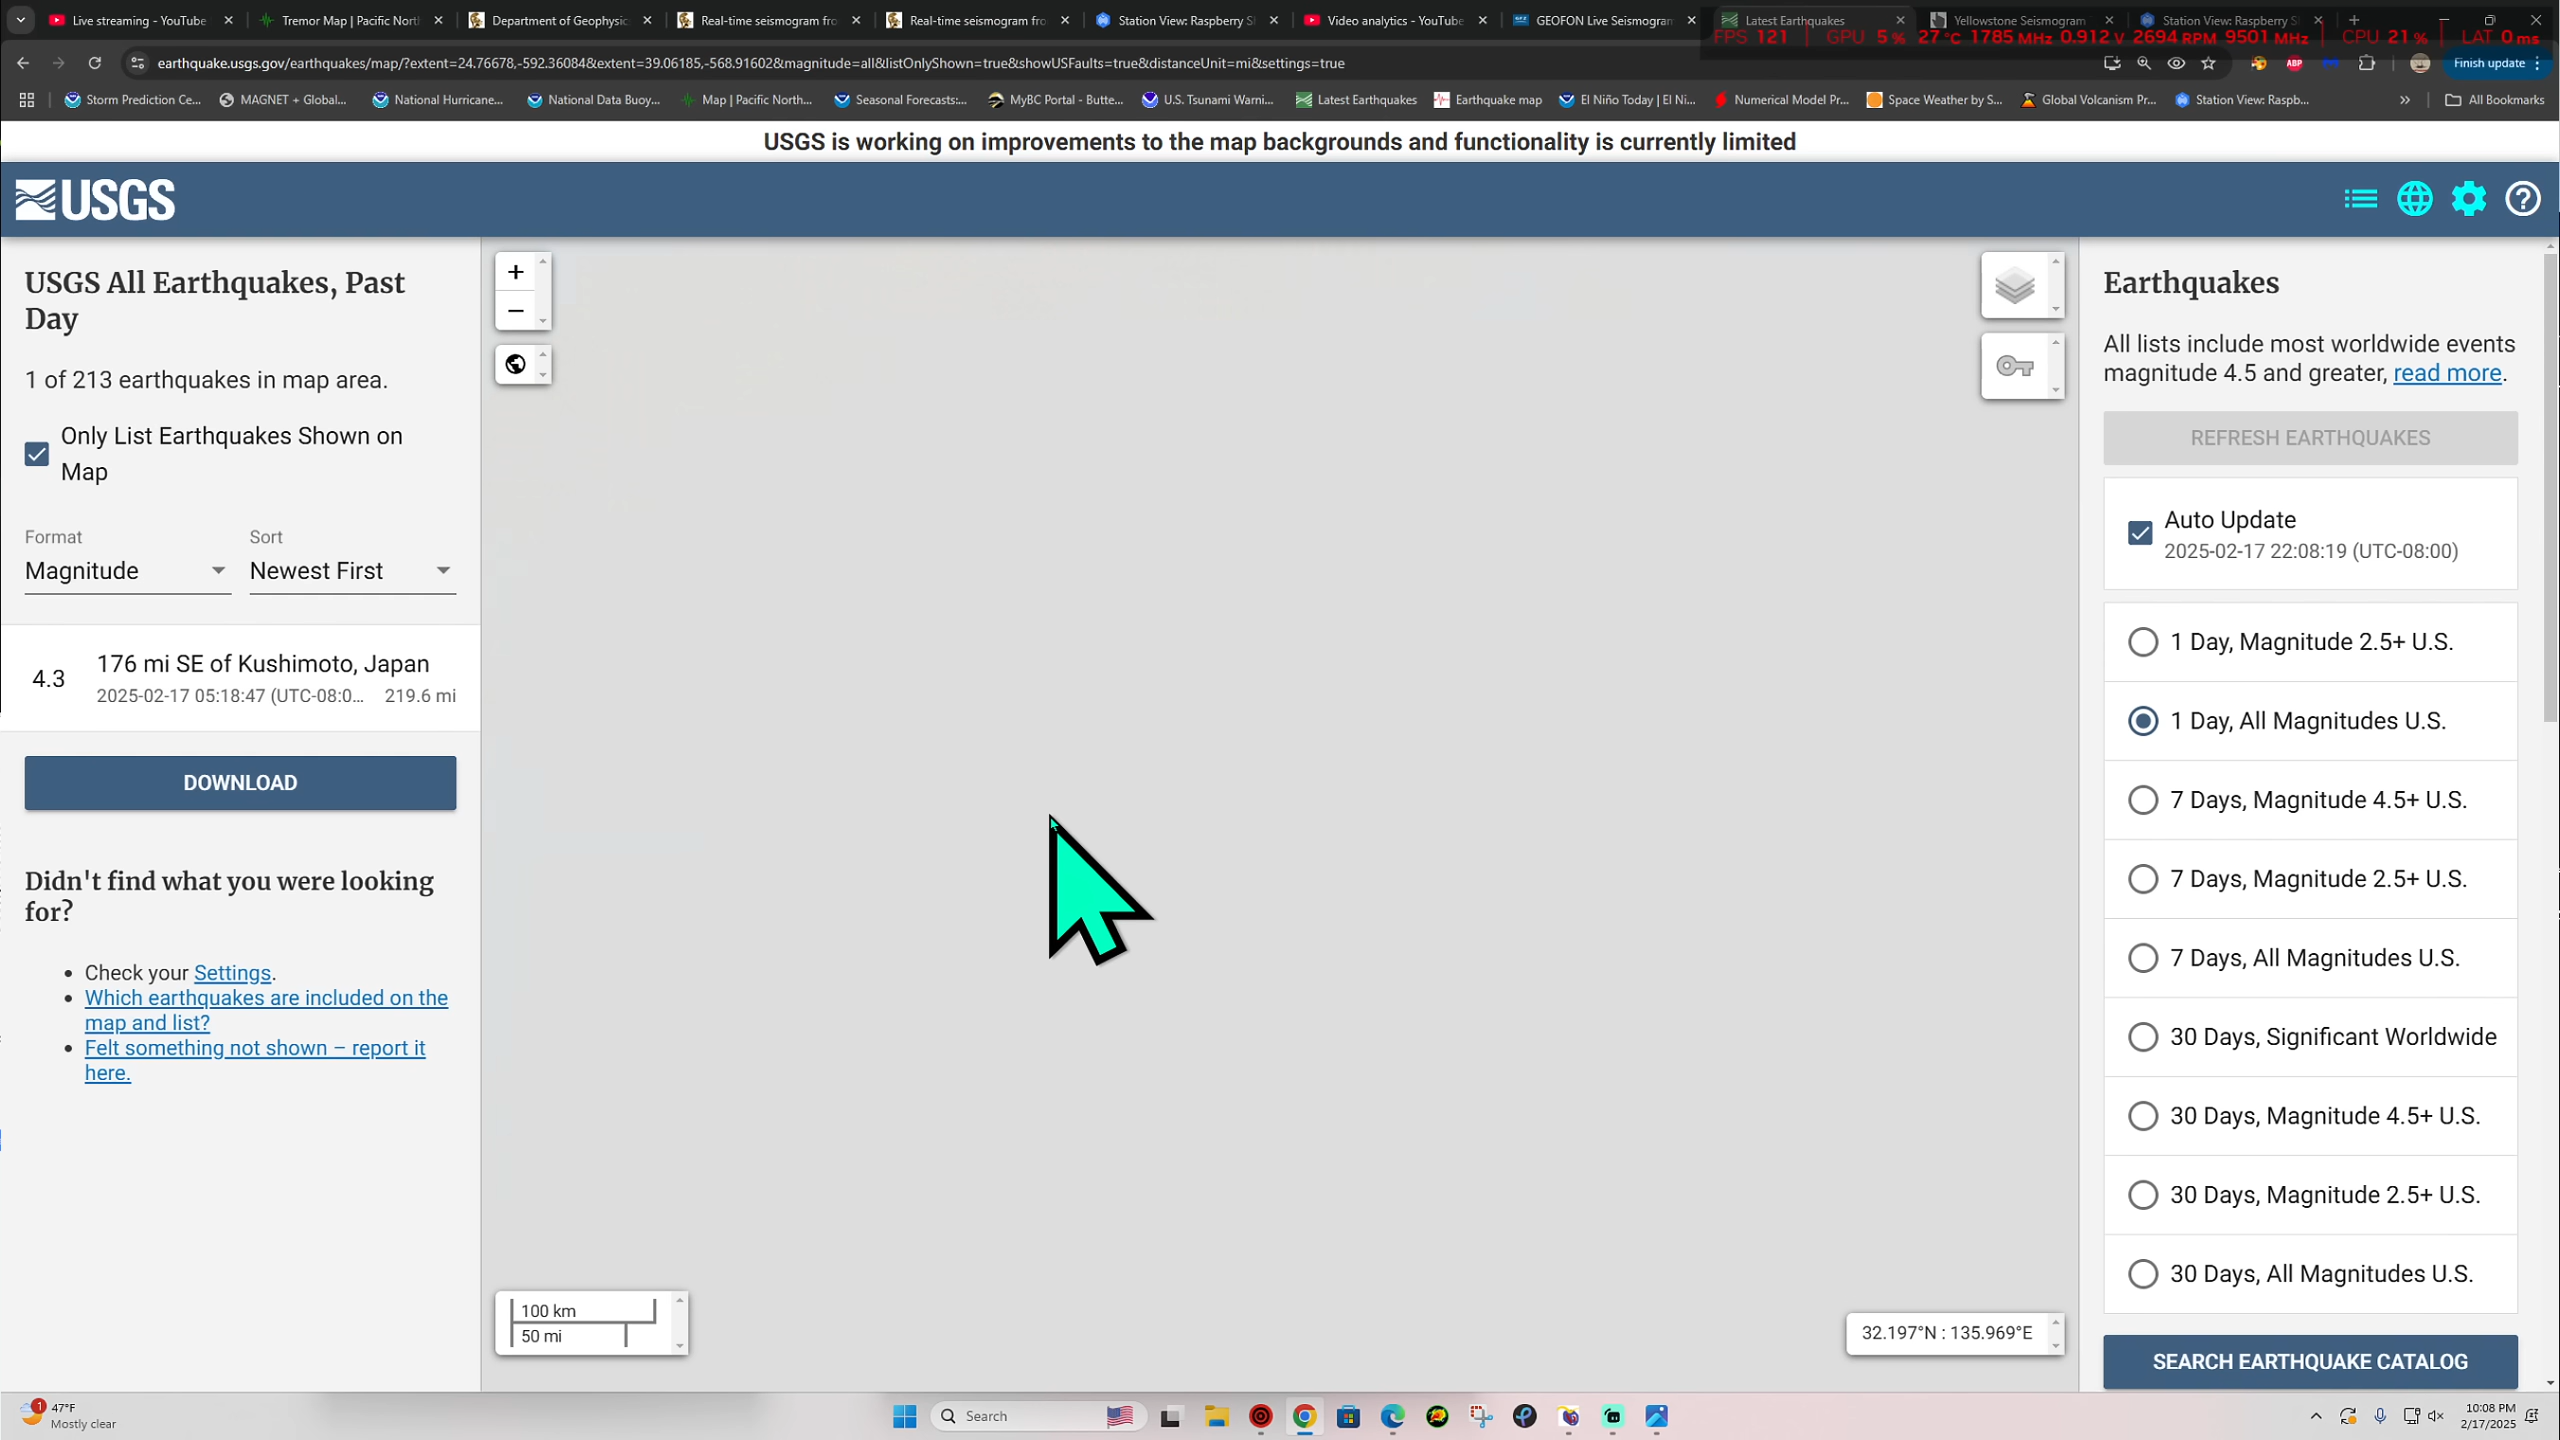 Live streaming - YouTube
Tremor Map | Pacific Nort
Department of Geophysic
Real-time seismogram fro
Real-time seismogram fro
Station View: Raspberry S
Video analytics - YouTube
GEOFON Live Seismogram
Latest Earthquakes
Yellowstone Seismogram
Station View: Raspberry S
FPS 121 GPU 5 % 27 °C 1785 MHz 0.912 V 2694 RPM 9501 MHz CPU 21 % LAT 0 ms
earthquake.usgs.gov/earthquakes/map/?extent=24.76678,-592.36084&extent=39.06185,-568.91602&magnitude=all&listOnlyShown=true&showUSFaults=true&distanceUnit=mi&settings=true
ABP
Finish update
Storm Prediction Ce...
MAGNET + Global...
National Hurricane...
National Data Buoy...
Map | Pacific North...
Seasonal Forecasts:...
MyBC Portal - Butte...
U.S. Tsunami Warni...
Latest Earthquakes
Earthquake map
El Niño Today | El Ni...
Numerical Model Pr...
Space Weather by S...
Global Volcanism Pr...
Station View: Raspb...
All Bookmarks
USGS is working on improvements to the map backgrounds and functionality is currently limited
USGS
USGS All Earthquakes, Past
Day
1 of 213 earthquakes in map area.
Only List Earthquakes Shown on
Map
Format
Magnitude
Sort
Newest First
4.3
176 mi SE of Kushimoto, Japan
2025-02-17 05:18:47 (UTC-08:0... 219.6 mi
DOWNLOAD
Didn't find what you were looking
for?
Check your Settings.
Which earthquakes are included on the
map and list?
Felt something not shown – report it
here.
+
−
100 km
50 mi
32.197°N : 135.969°E
Earthquakes
All lists include most worldwide events
magnitude 4.5 and greater, read more.
REFRESH EARTHQUAKES
Auto Update
2025-02-17 22:08:19 (UTC-08:00)
1 Day, Magnitude 2.5+ U.S.
1 Day, All Magnitudes U.S.
7 Days, Magnitude 4.5+ U.S.
7 Days, Magnitude 2.5+ U.S.
7 Days, All Magnitudes U.S.
30 Days, Significant Worldwide
30 Days, Magnitude 4.5+ U.S.
30 Days, Magnitude 2.5+ U.S.
30 Days, All Magnitudes U.S.
SEARCH EARTHQUAKE CATALOG
1
47°F
Mostly clear
Search
10:08 PM
2/17/2025